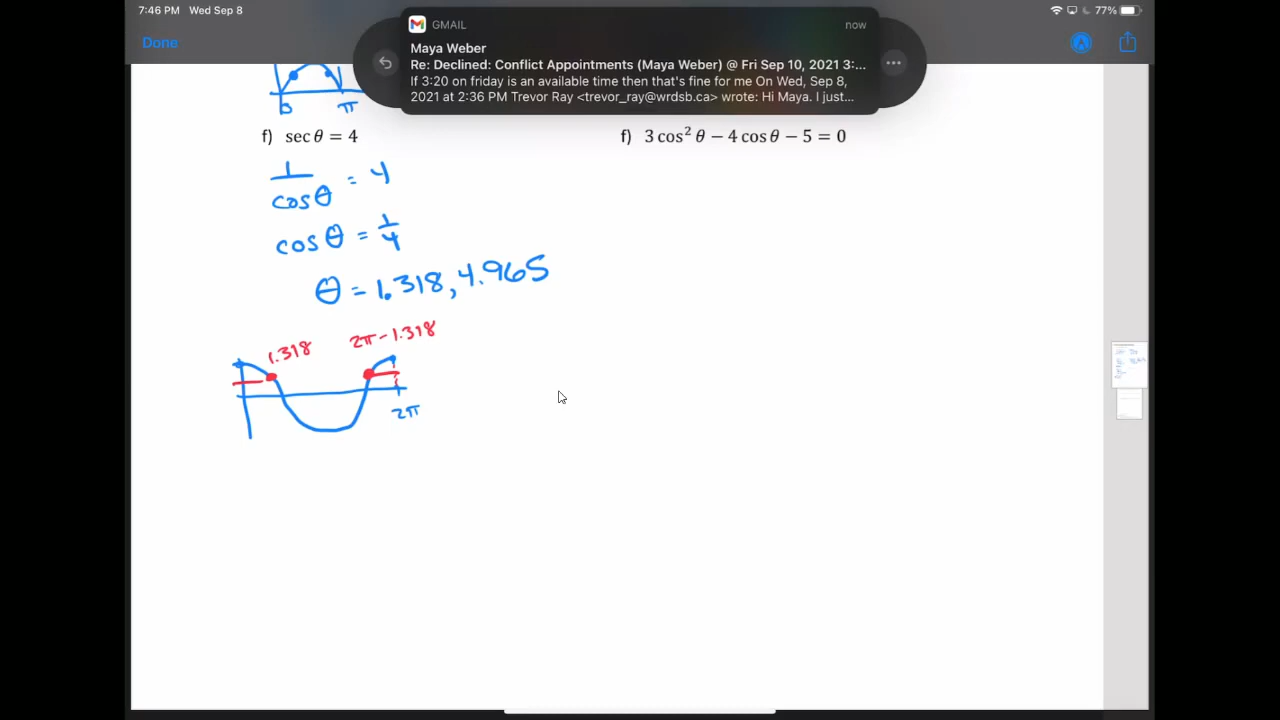 7:46 PM Wed Sep 8
77%
Done
GMAIL
now
Maya Weber
Re: Declined: Conflict Appointments (Maya Weber) @ Fri Sep 10, 2021 3:...
If 3:20 on friday is an available time then that's fine for me On Wed, Sep 8,
2021 at 2:36 PM Trevor Ray <trevor_ray@wrdsb.ca> wrote: Hi Maya. I just...
π
f) sec θ = 4
f) 3 cos² θ − 4 cos θ − 5 = 0
1/cosθ = 4
cosθ = 1/4
θ = 1.318, 4.965
1.318
2π - 1.318
2π